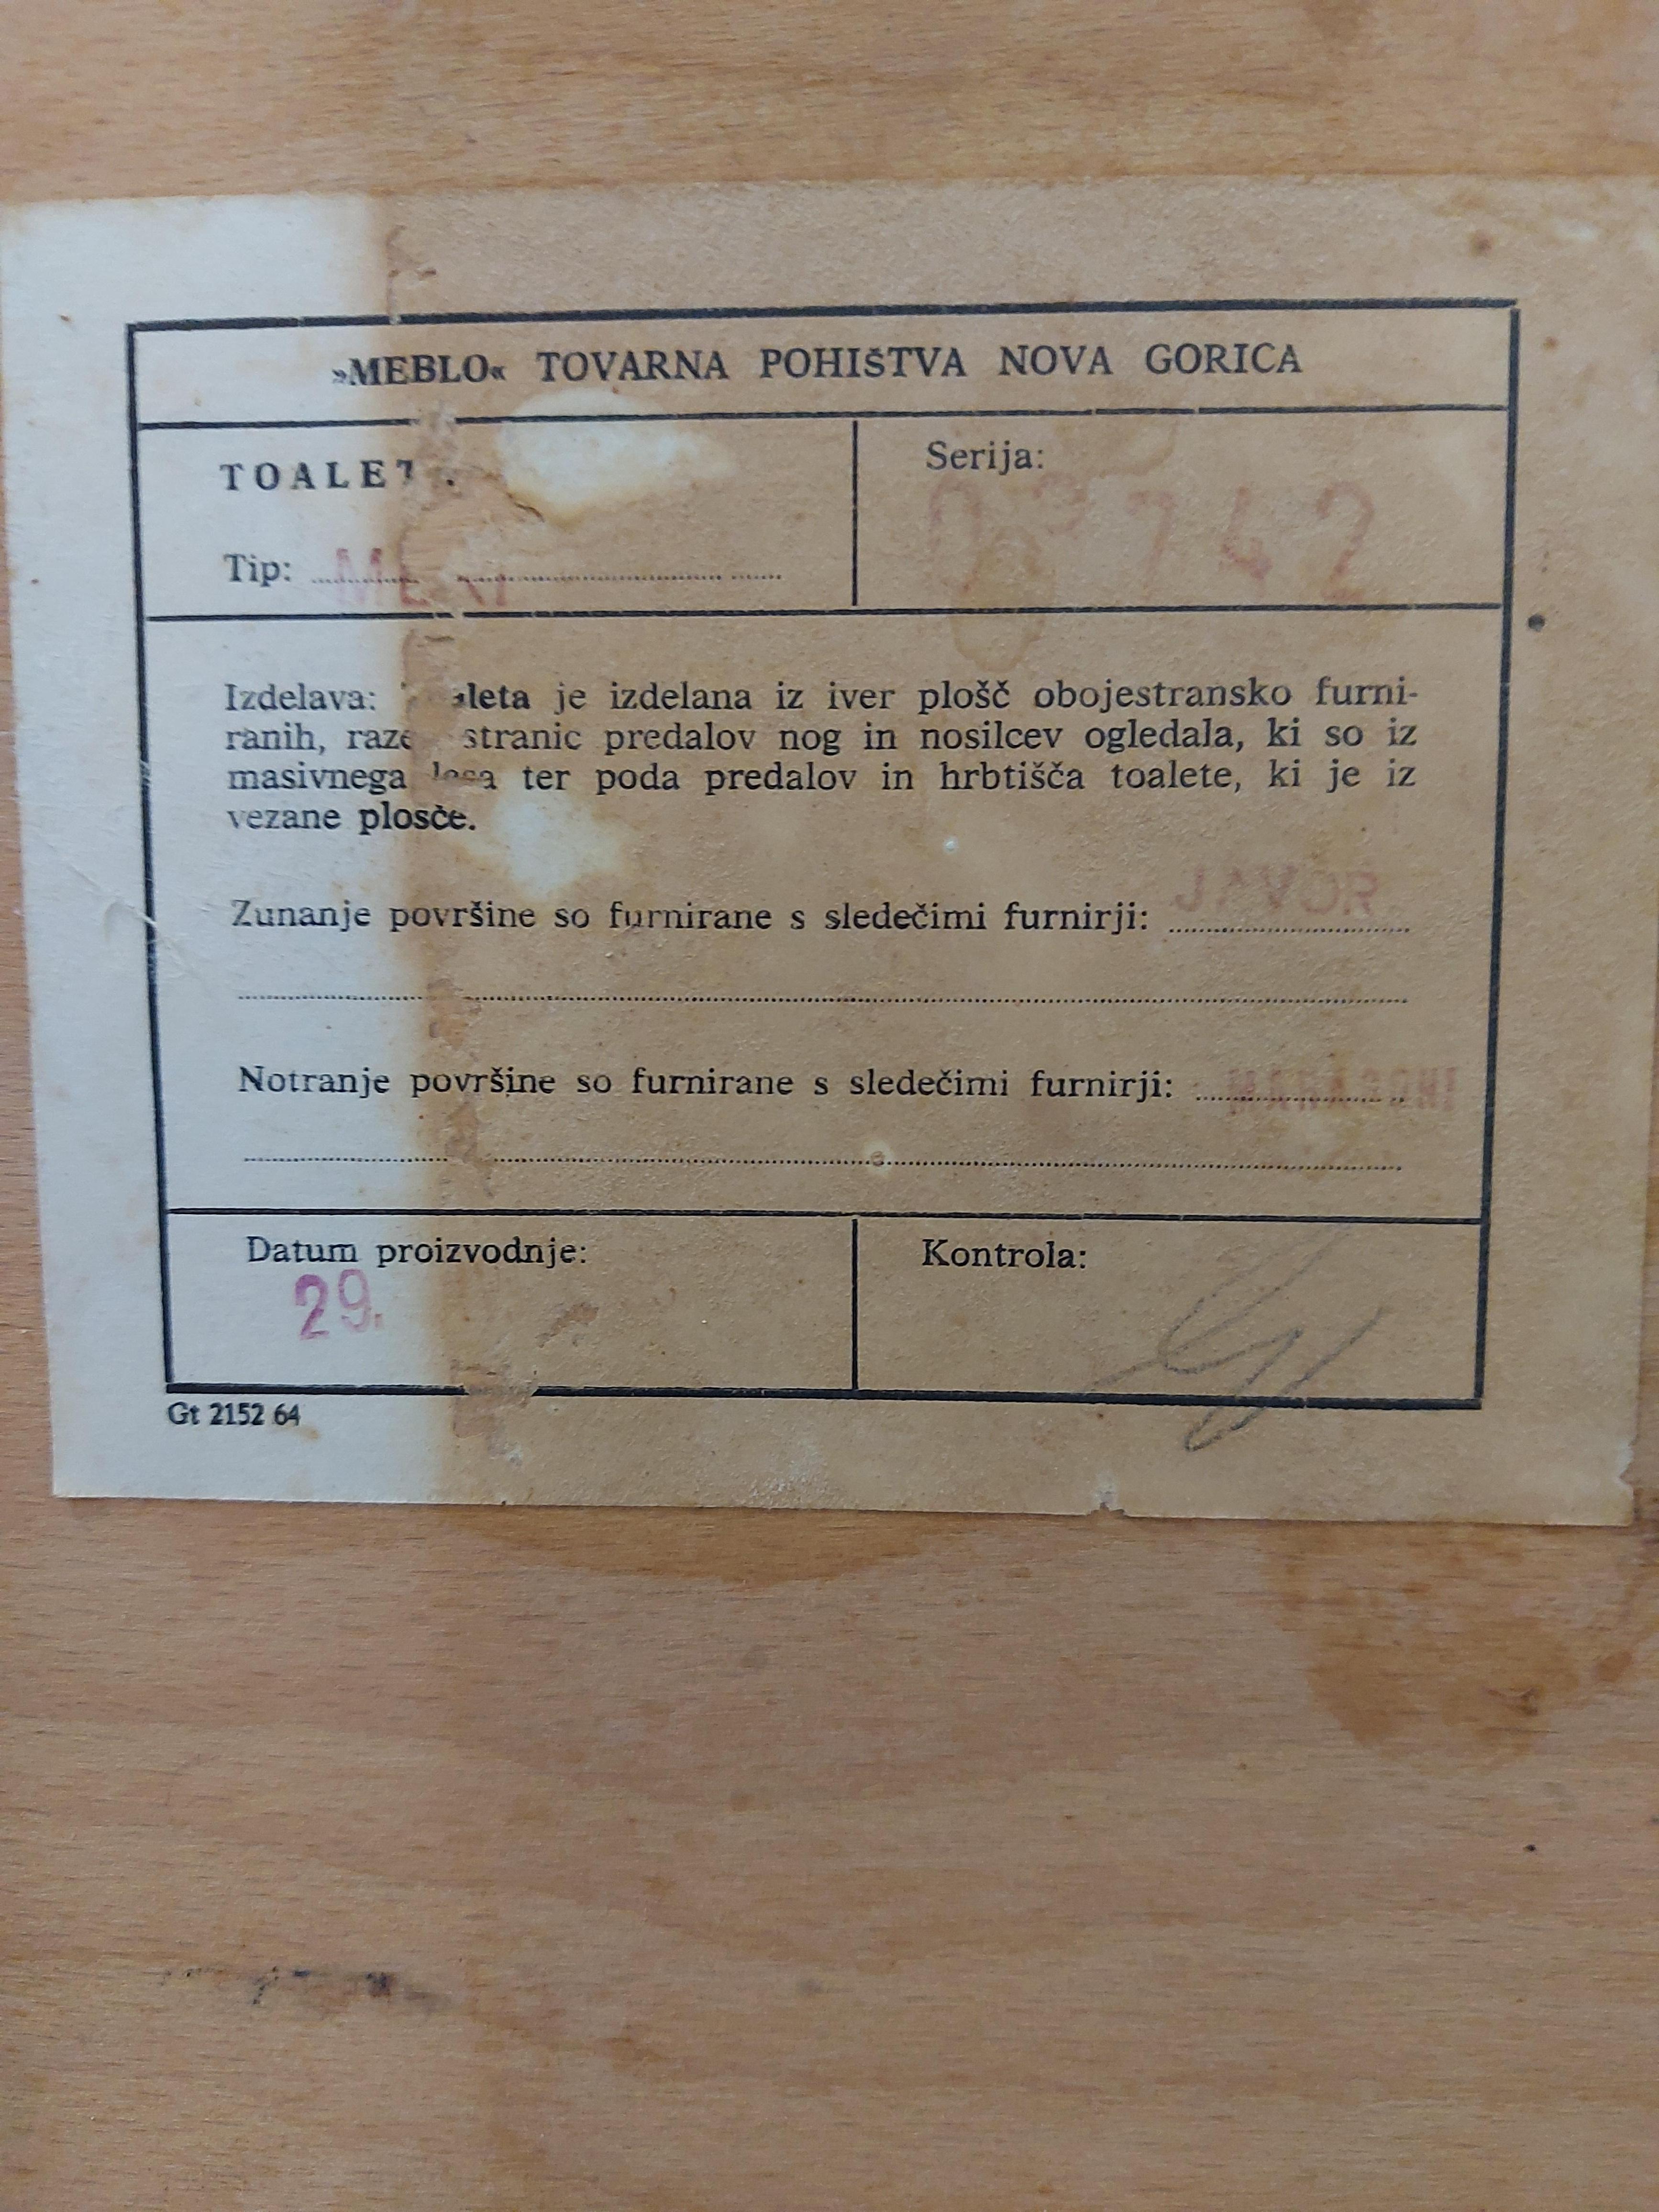 »MEBLO« TOVARNA POHIŠTVA NOVA GORICA
TOALET
Serija:
Tip:
Izdelava: je izdelana iz iver plošč obojestransko furni-
ranih, stranic predalov nog in nosilcev ogledala, ki so iz
masivnega lesa ter poda predalov in hrbtišča toalete, ki je iz
vezane plosče.
JAVOR
Zunanje površine so furnirane s sledečimi furnirji:
Notranje površine so furnirane s sledečimi furnirji:
Datum proizvodnje:
Kontrola:
29.
Gt 2152 64